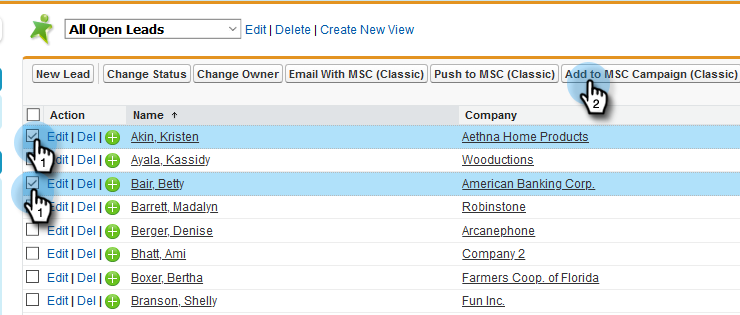 All Open Leads Edit | Delete | Create New View
New Lead Change Status Change Owner Email With MSC (Classic) Push to MSC (Classic) Add to MSC Campaign (Classic)
2
Action Name Company
Edit | Del | Akin, Kristen Aethna Home Products
1
Edit | Del | Ayala, Kassidy Wooductions
Edit | Del | Bair, Betty American Banking Corp.
1
Edit | Del | Barrett, Madalyn Robinstone
Edit | Del | Berger, Denise Arcanephone
Edit | Del | Bhatt, Ami Company 2
Edit | Del | Boxer, Bertha Farmers Coop. of Florida
Edit | Del | Branson, Shelly Fun Inc.